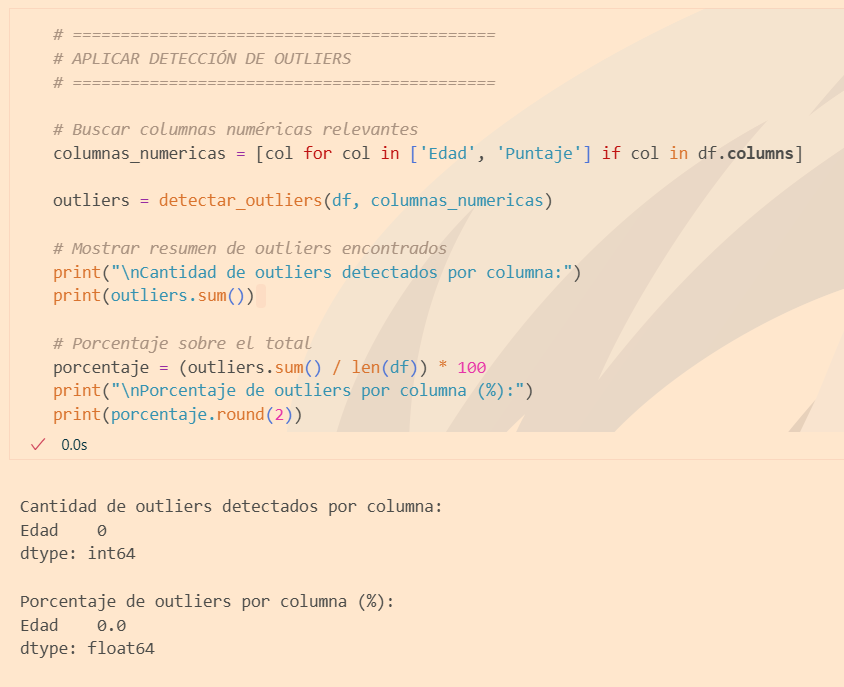 # ============================================
# APLICAR DETECCIÓN DE OUTLIERS
# ============================================
# Buscar columnas numéricas relevantes
columnas_numericas = [col for col in ['Edad', 'Puntaje'] if col in df.columns]
outliers = detectar_outliers(df, columnas_numericas)
# Mostrar resumen de outliers encontrados
print("\nCantidad de outliers detectados por columna:")
print(outliers.sum())
# Porcentaje sobre el total
porcentaje = (outliers.sum() / len(df)) * 100
print("\nPorcentaje de outliers por columna (%):")
print(porcentaje.round(2))
0.0s
Cantidad de outliers detectados por columna:
Edad    0
dtype: int64
Porcentaje de outliers por columna (%):
Edad    0.0
dtype: float64